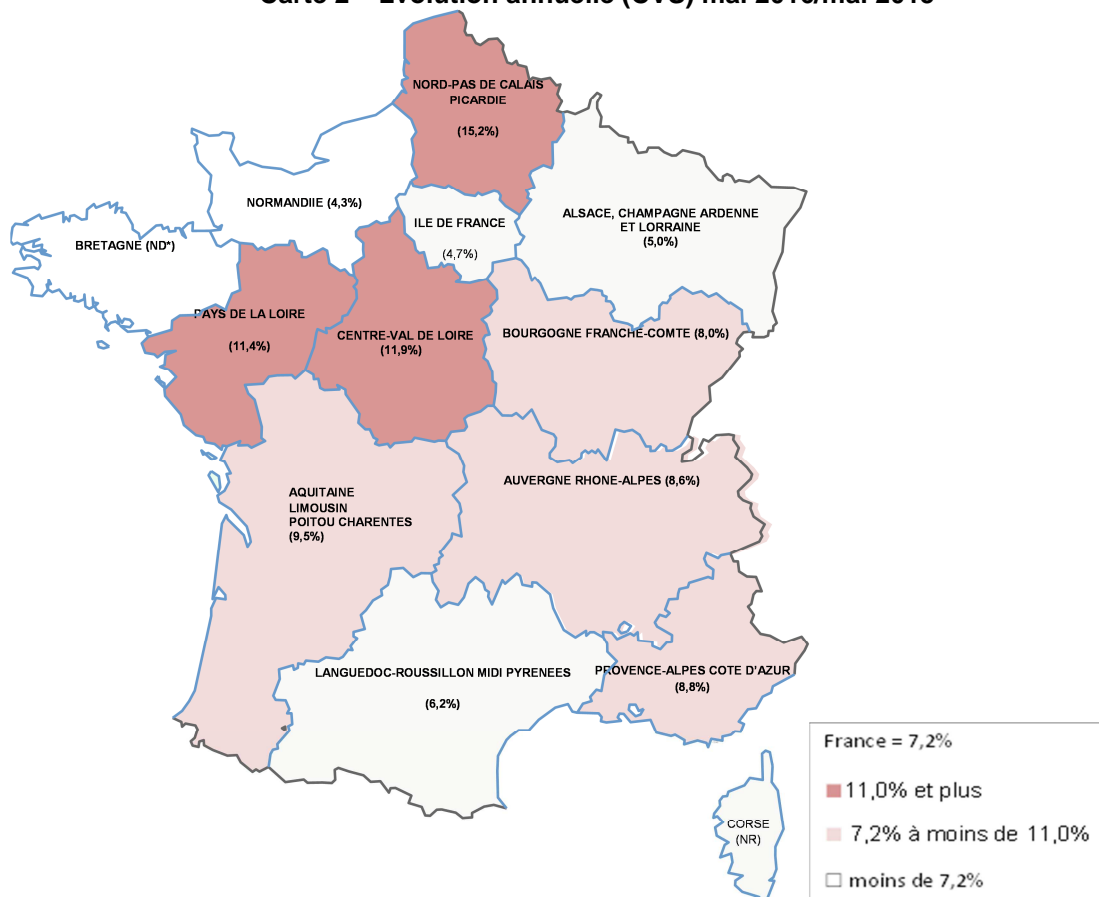 NORD-PAS DE CALAIS
PICARDIE
(15,2%)
NORMANDIIE (4,3%)
ILE DE FRANCE
(4,7%)
ALSACE, CHAMPAGNE ARDENNE
ET LORRAINE
(5,0%)
BRETAGNE (ND*)
PAYS DE LA LOIRE
(11,4%)
CENTRE-VAL DE LOIRE
(11,9%)
BOURGOGNE FRANCHE-COMTE (8,0%)
AUVERGNE RHONE-ALPES (8,6%)
AQUITAINE
LIMOUSIN
POITOU CHARENTES
(9,5%)
LANGUEDOC-ROUSSILLON MIDI PYRENEES
(6,2%)
PROVENCE-ALPES COTE D'AZUR
(8,8%)
CORSE
(NR)
France = 7,2%
11,0% et plus
7,2% à moins de 11,0%
moins de 7,2%